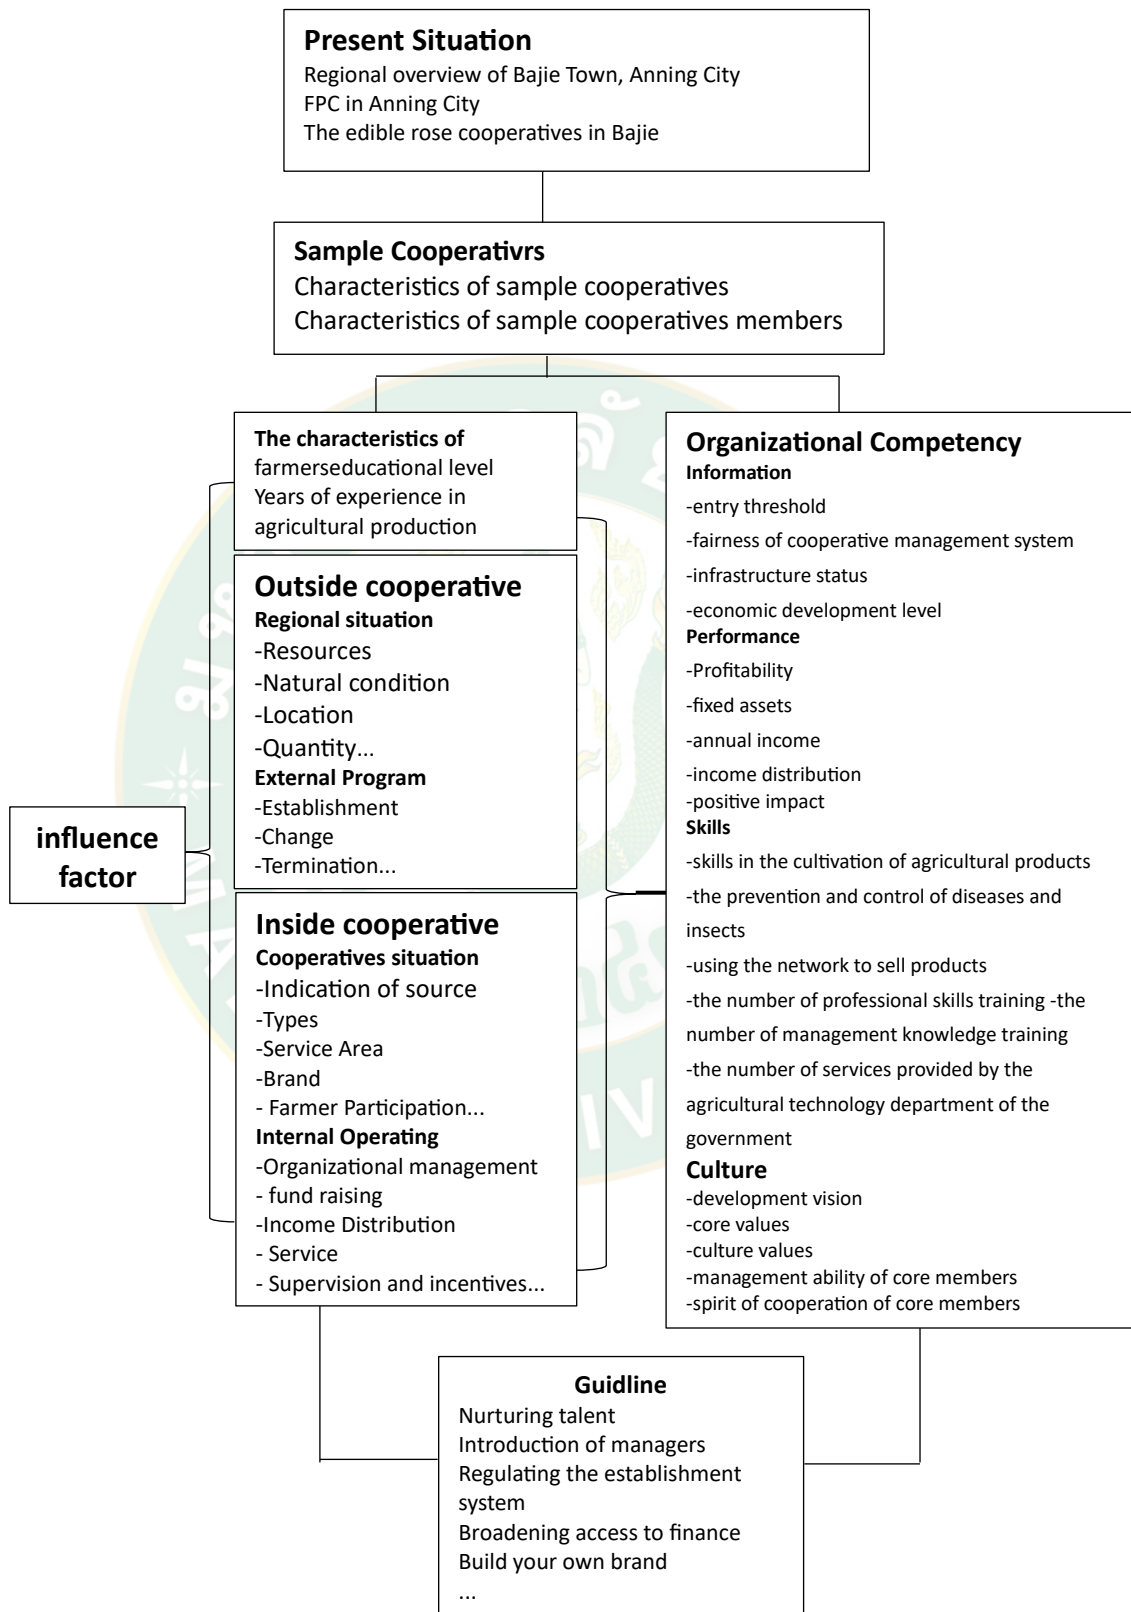 Present Situation
Regional overview of Bajie Town, Anning City
FPC in Anning City
The edible rose cooperatives in Bajie
Sample Cooperativrs
Characteristics of sample cooperatives
Characteristics of sample cooperatives members
The characteristics of
farmerseducational level
Years of experience in
agricultural production
Outside cooperative
Regional situation
-Resources
-Natural condition
-Location
-Quantity...
External Program
-Establishment
-Change
-Termination...
influence
factor
Inside cooperative
Cooperatives situation
-Indication of source
-Types
-Service Area
-Brand
- Farmer Participation...
Internal Operating
-Organizational management
- fund raising
-Income Distribution
- Service
- Supervision and incentives...
Organizational Competency
Information
-entry threshold
-fairness of cooperative management system
-infrastructure status
-economic development level
Performance
-Profitability
-fixed assets
-annual income
-income distribution
-positive impact
Skills
-skills in the cultivation of agricultural products
-the prevention and control of diseases and
insects
-using the network to sell products
-the number of professional skills training -the
number of management knowledge training
-the number of services provided by the
agricultural technology department of the
government
Culture
-development vision
-core values
-culture values
-management ability of core members
-spirit of cooperation of core members
Guidline
Nurturing talent
Introduction of managers
Regulating the establishment
system
Broadening access to finance
Build your own brand
...